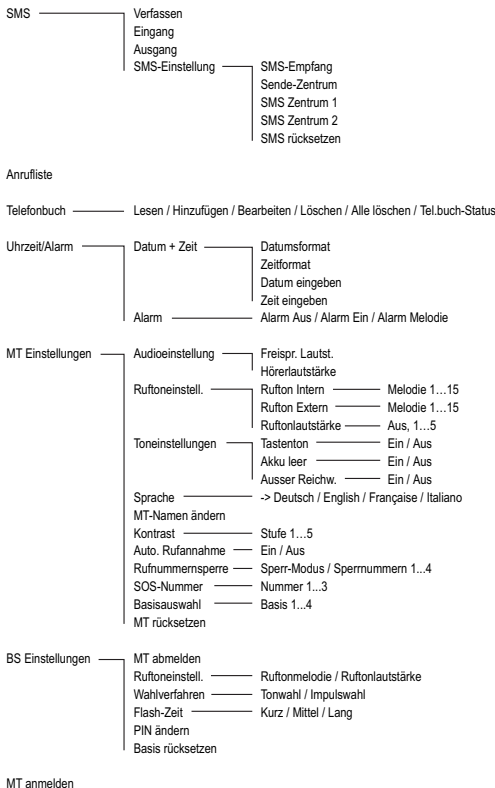 SMS Verfassen
Eingang
Ausgang
SMS-Einstellung SMS-Empfang
Sende-Zentrum
SMS Zentrum 1
SMS Zentrum 2
SMS rücksetzen
Anrufliste
Telefonbuch Lesen / Hinzufügen / Bearbeiten / Löschen / Alle löschen / Tel.buch-Status
Uhrzeit/Alarm Datum + Zeit Datumsformat
Zeitformat
Datum eingeben
Zeit eingeben
Alarm Alarm Aus / Alarm Ein / Alarm Melodie
MT Einstellungen Audioeinstellung Freispr. Lautst.
Hörerlautstärke
Ruftoneinstell. Rufton Intern Melodie 1…15
Rufton Extern Melodie 1…15
Ruftonlautstärke Aus, 1…5
Toneinstellungen Tastenton Ein / Aus
Akku leer Ein / Aus
Ausser Reichw. Ein / Aus
Sprache -> Deutsch / English / Française / Italiano
MT-Namen ändern
Kontrast Stufe 1…5
Auto. Rufannahme Ein / Aus
Rufnummernsperre Sperr-Modus / Sperrnummern 1...4
SOS-Nummer Nummer 1...3
Basisauswahl Basis 1...4
MT rücksetzen
BS Einstellungen MT abmelden
Ruftoneinstell. Ruftonmelodie / Ruftonlautstärke
Wahlverfahren Tonwahl / Impulswahl
Flash-Zeit Kurz / Mittel / Lang
PIN ändern
Basis rücksetzen
MT anmelden